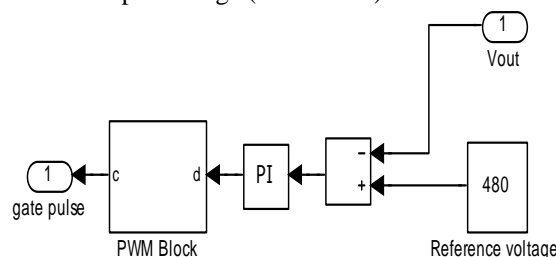 1
Vout
480
Reference voltage
PI
c d
PWM Block
1
gate pulse